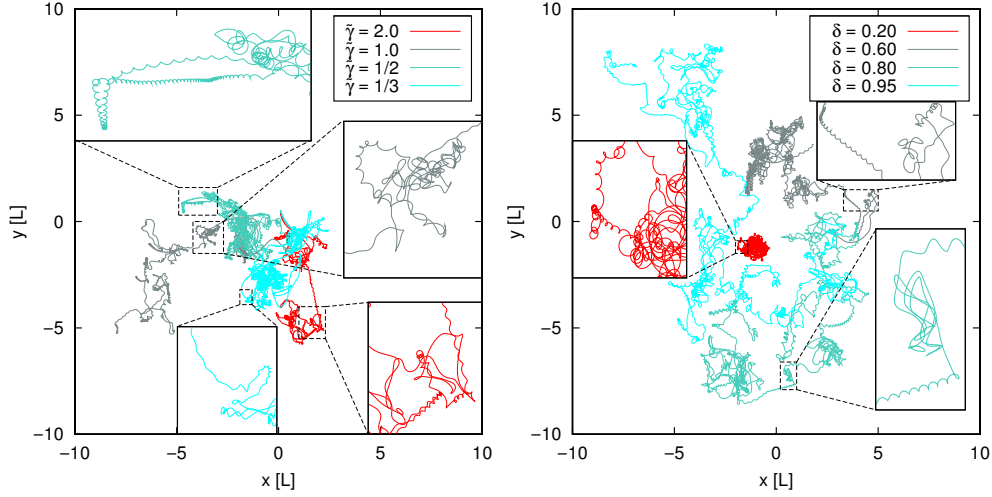 γ̃ = 2.0
γ̃ = 1.0
γ̃ = 1/2
γ̃ = 1/3
10
5
0
−5
−10
y [L]
−10 −5 0 5 10
x [L]
δ = 0.20
δ = 0.60
δ = 0.80
δ = 0.95
10
5
0
−5
−10
y [L]
−10 −5 0 5 10
x [L]